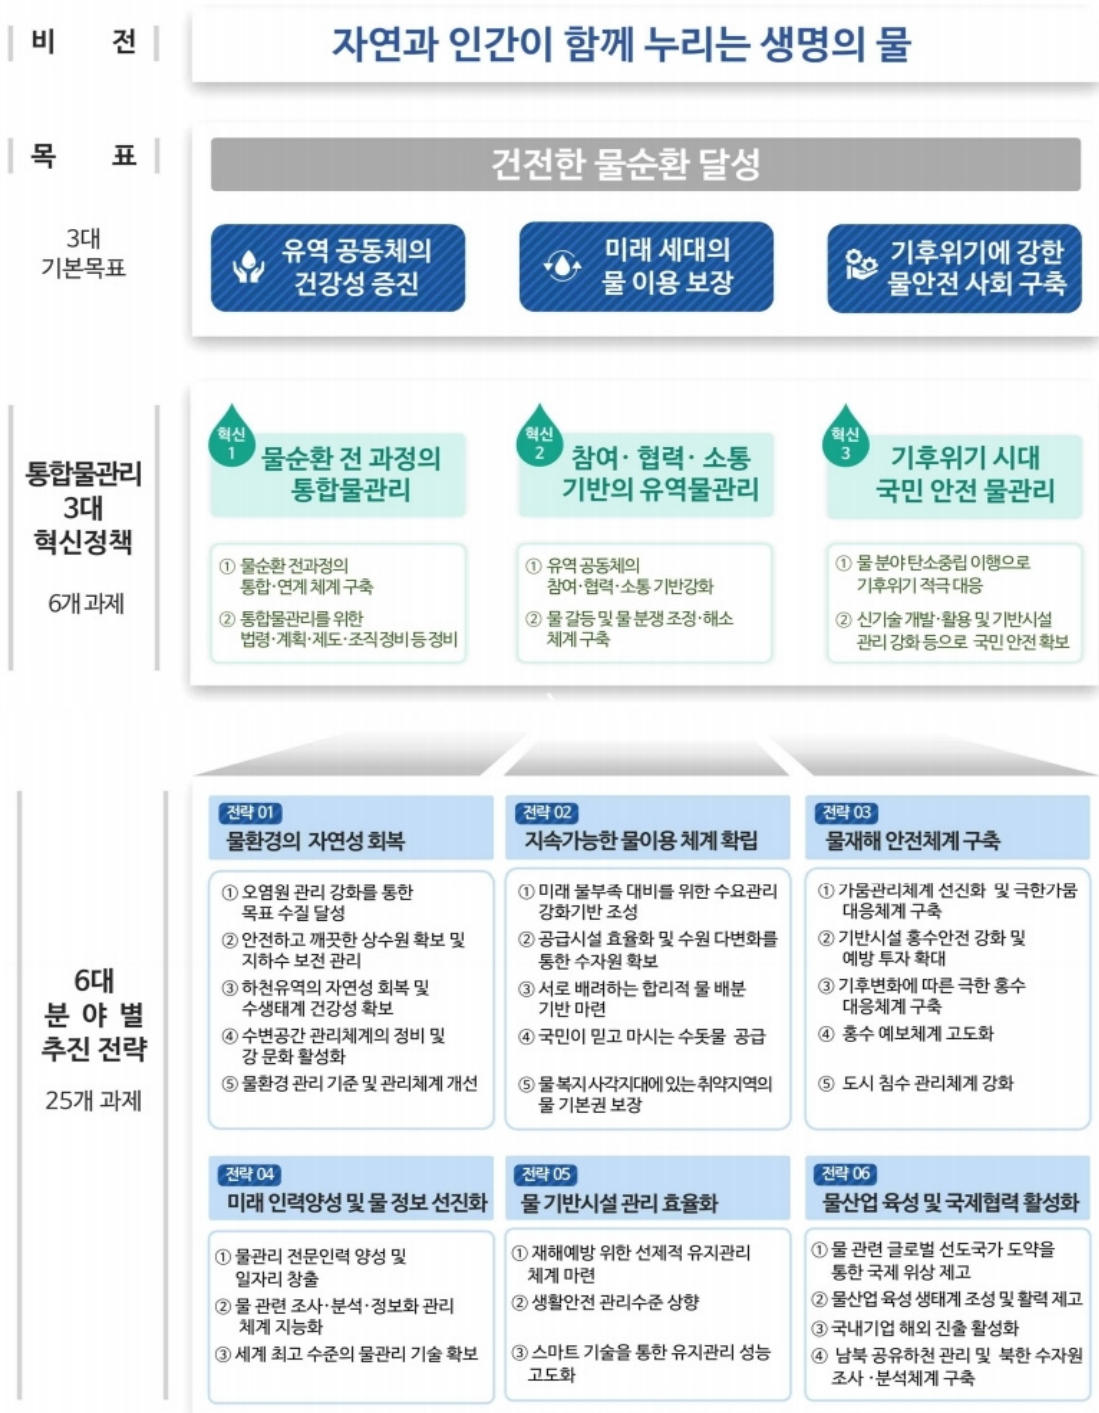 비 전
자연과 인간이 함께 누리는 생명의 물
목 표
건전한 물순환 달성
3대
기본목표
유역 공동체의
건강성 증진
미래 세대의
물 이용 보장
기후위기에 강한
물안전 사회 구축
통합물관리
3대
혁신정책
6개 과제
혁신
1
물순환 전 과정의
통합물관리
① 물순환 전과정의
통합·연계 체계 구축
② 통합물관리를 위한
법령·계획·제도·조직정비 등 정비
혁신
2
참여· 협력· 소통
기반의 유역물관리
① 유역 공동체의
참여·협력·소통 기반강화
② 물 갈등 및 물 분쟁 조정·해소
체계 구축
혁신
3
기후위기 시대
국민 안전 물관리
① 물 분야 탄소중립 이행으로
기후위기 적극 대응
② 신기술 개발·활용 및 기반시설
관리 강화 등으로 국민 안전 확보
6대
분 야 별
추진 전략
25개 과제
전략 01
물환경의 자연성 회복
① 오염원 관리 강화를 통한
목표 수질 달성
② 안전하고 깨끗한 상수원 확보 및
지하수 보전 관리
③ 하천유역의 자연성 회복 및
수생태계 건강성 확보
④ 수변공간 관리체계의 정비 및
강 문화 활성화
⑤ 물환경 관리 기준 및 관리체계 개선
전략 02
지속가능한 물이용 체계 확립
① 미래 물부족 대비를 위한 수요관리
강화기반 조성
② 공급시설 효율화 및 수원 다변화를
통한 수자원 확보
③ 서로 배려하는 합리적 물 배분
기반 마련
④ 국민이 믿고 마시는 수돗물 공급
⑤ 물 복지 사각지대에 있는 취약지역의
물 기본권 보장
전략 03
물재해 안전체계 구축
① 가뭄관리체계 선진화 및 극한가뭄
대응체계 구축
② 기반시설 홍수안전 강화 및
예방 투자 확대
③ 기후변화에 따른 극한 홍수
대응체계 구축
④ 홍수 예보체계 고도화
⑤ 도시 침수 관리체계 강화
전략 04
미래 인력양성 및 물 정보 선진화
① 물관리 전문인력 양성 및
일자리 창출
② 물 관련 조사·분석·정보화 관리
체계 지능화
③ 세계 최고 수준의 물관리 기술 확보
전략 05
물 기반시설 관리 효율화
① 재해예방 위한 선제적 유지관리
체계 마련
② 생활안전 관리수준 상향
③ 스마트 기술을 통한 유지관리 성능
고도화
전략 06
물산업 육성 및 국제협력 활성화
① 물 관련 글로벌 선도국가 도약을
통한 국제 위상 제고
② 물산업 육성 생태계 조성 및 활력 제고
③ 국내기업 해외 진출 활성화
④ 남북 공유하천 관리 및 북한 수자원
조사 ·분석체계 구축